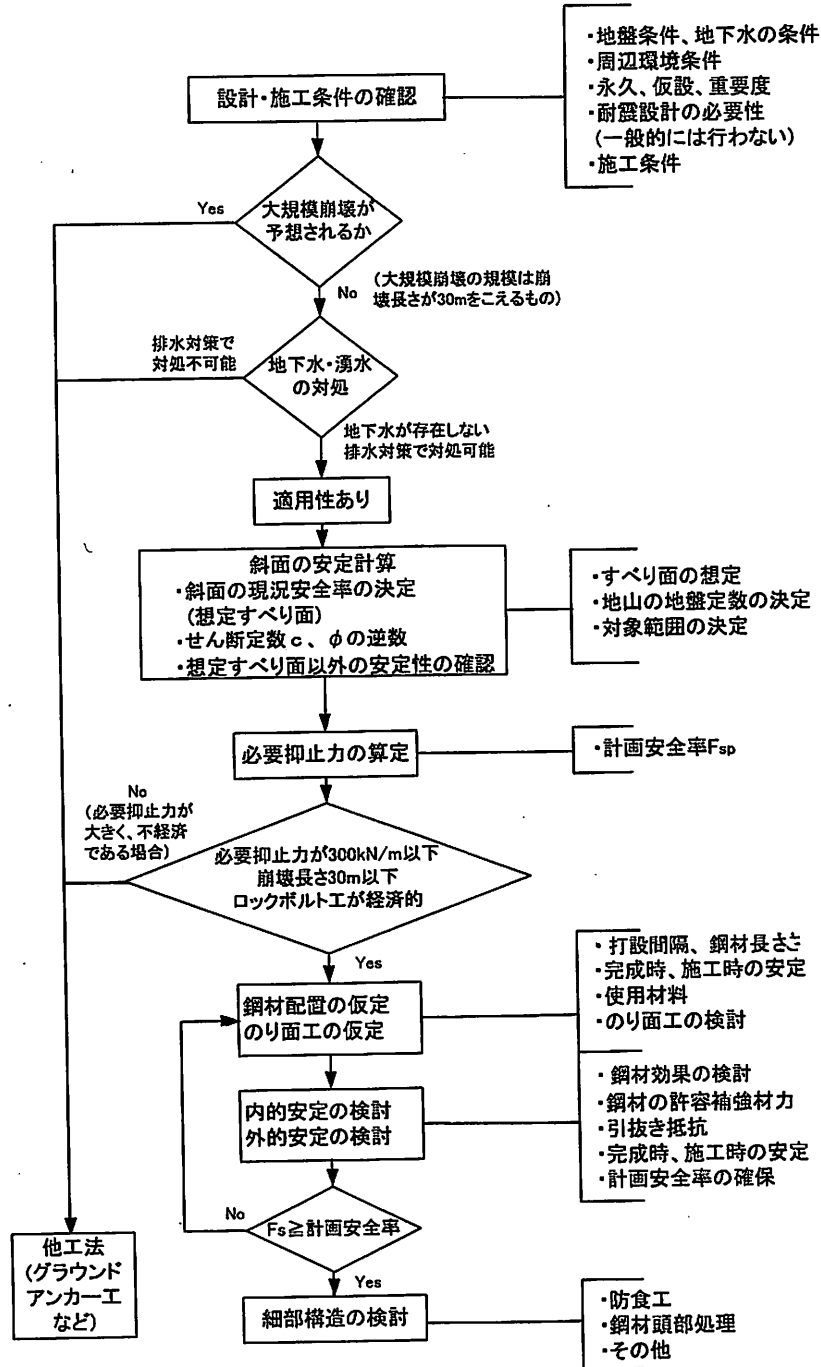 ・地盤条件、地下水の条件
・周辺環境条件
・永久、仮設、重要度
・耐震設計の必要性
(一般的には行わない)
・施工条件
設計・施工条件の確認
Yes
大規模崩壊が
予想されるか
No
(大規模崩壊の規模は崩
壊長さが30mをこえるもの)
排水対策で
対処不可能
地下水・湧水
の対処
地下水が存在しない
排水対策で対処可能
適用性あり
斜面の安定計算
・斜面の現況安全率の決定
(想定すべり面)
・せん断定数c、φの逆数
・想定すべり面以外の安定性の確認
・すべり面の想定
・地山の地盤定数の決定
・対象範囲の決定
必要抑止力の算定
・計画安全率Fsp
No
(必要抑止力が
大きく、不経済
である場合)
必要抑止力が300kN/m以下
崩壊長さ30m以下
ロックボルト工が経済的
Yes
鋼材配置の仮定
のり面工の仮定
・打設間隔、鋼材長さ
・完成時、施工時の安定
・使用材料
・のり面工の検討
内的安定の検討
外的安定の検討
・鋼材効果の検討
・鋼材の許容補強材力
・引抜き抵抗
・完成時、施工時の安定
・計画安全率の確保
No
Fs≧計画安全率
Yes
他工法
(グラウンド
アンカー工
など)
細部構造の検討
・防食工
・鋼材頭部処理
・その他